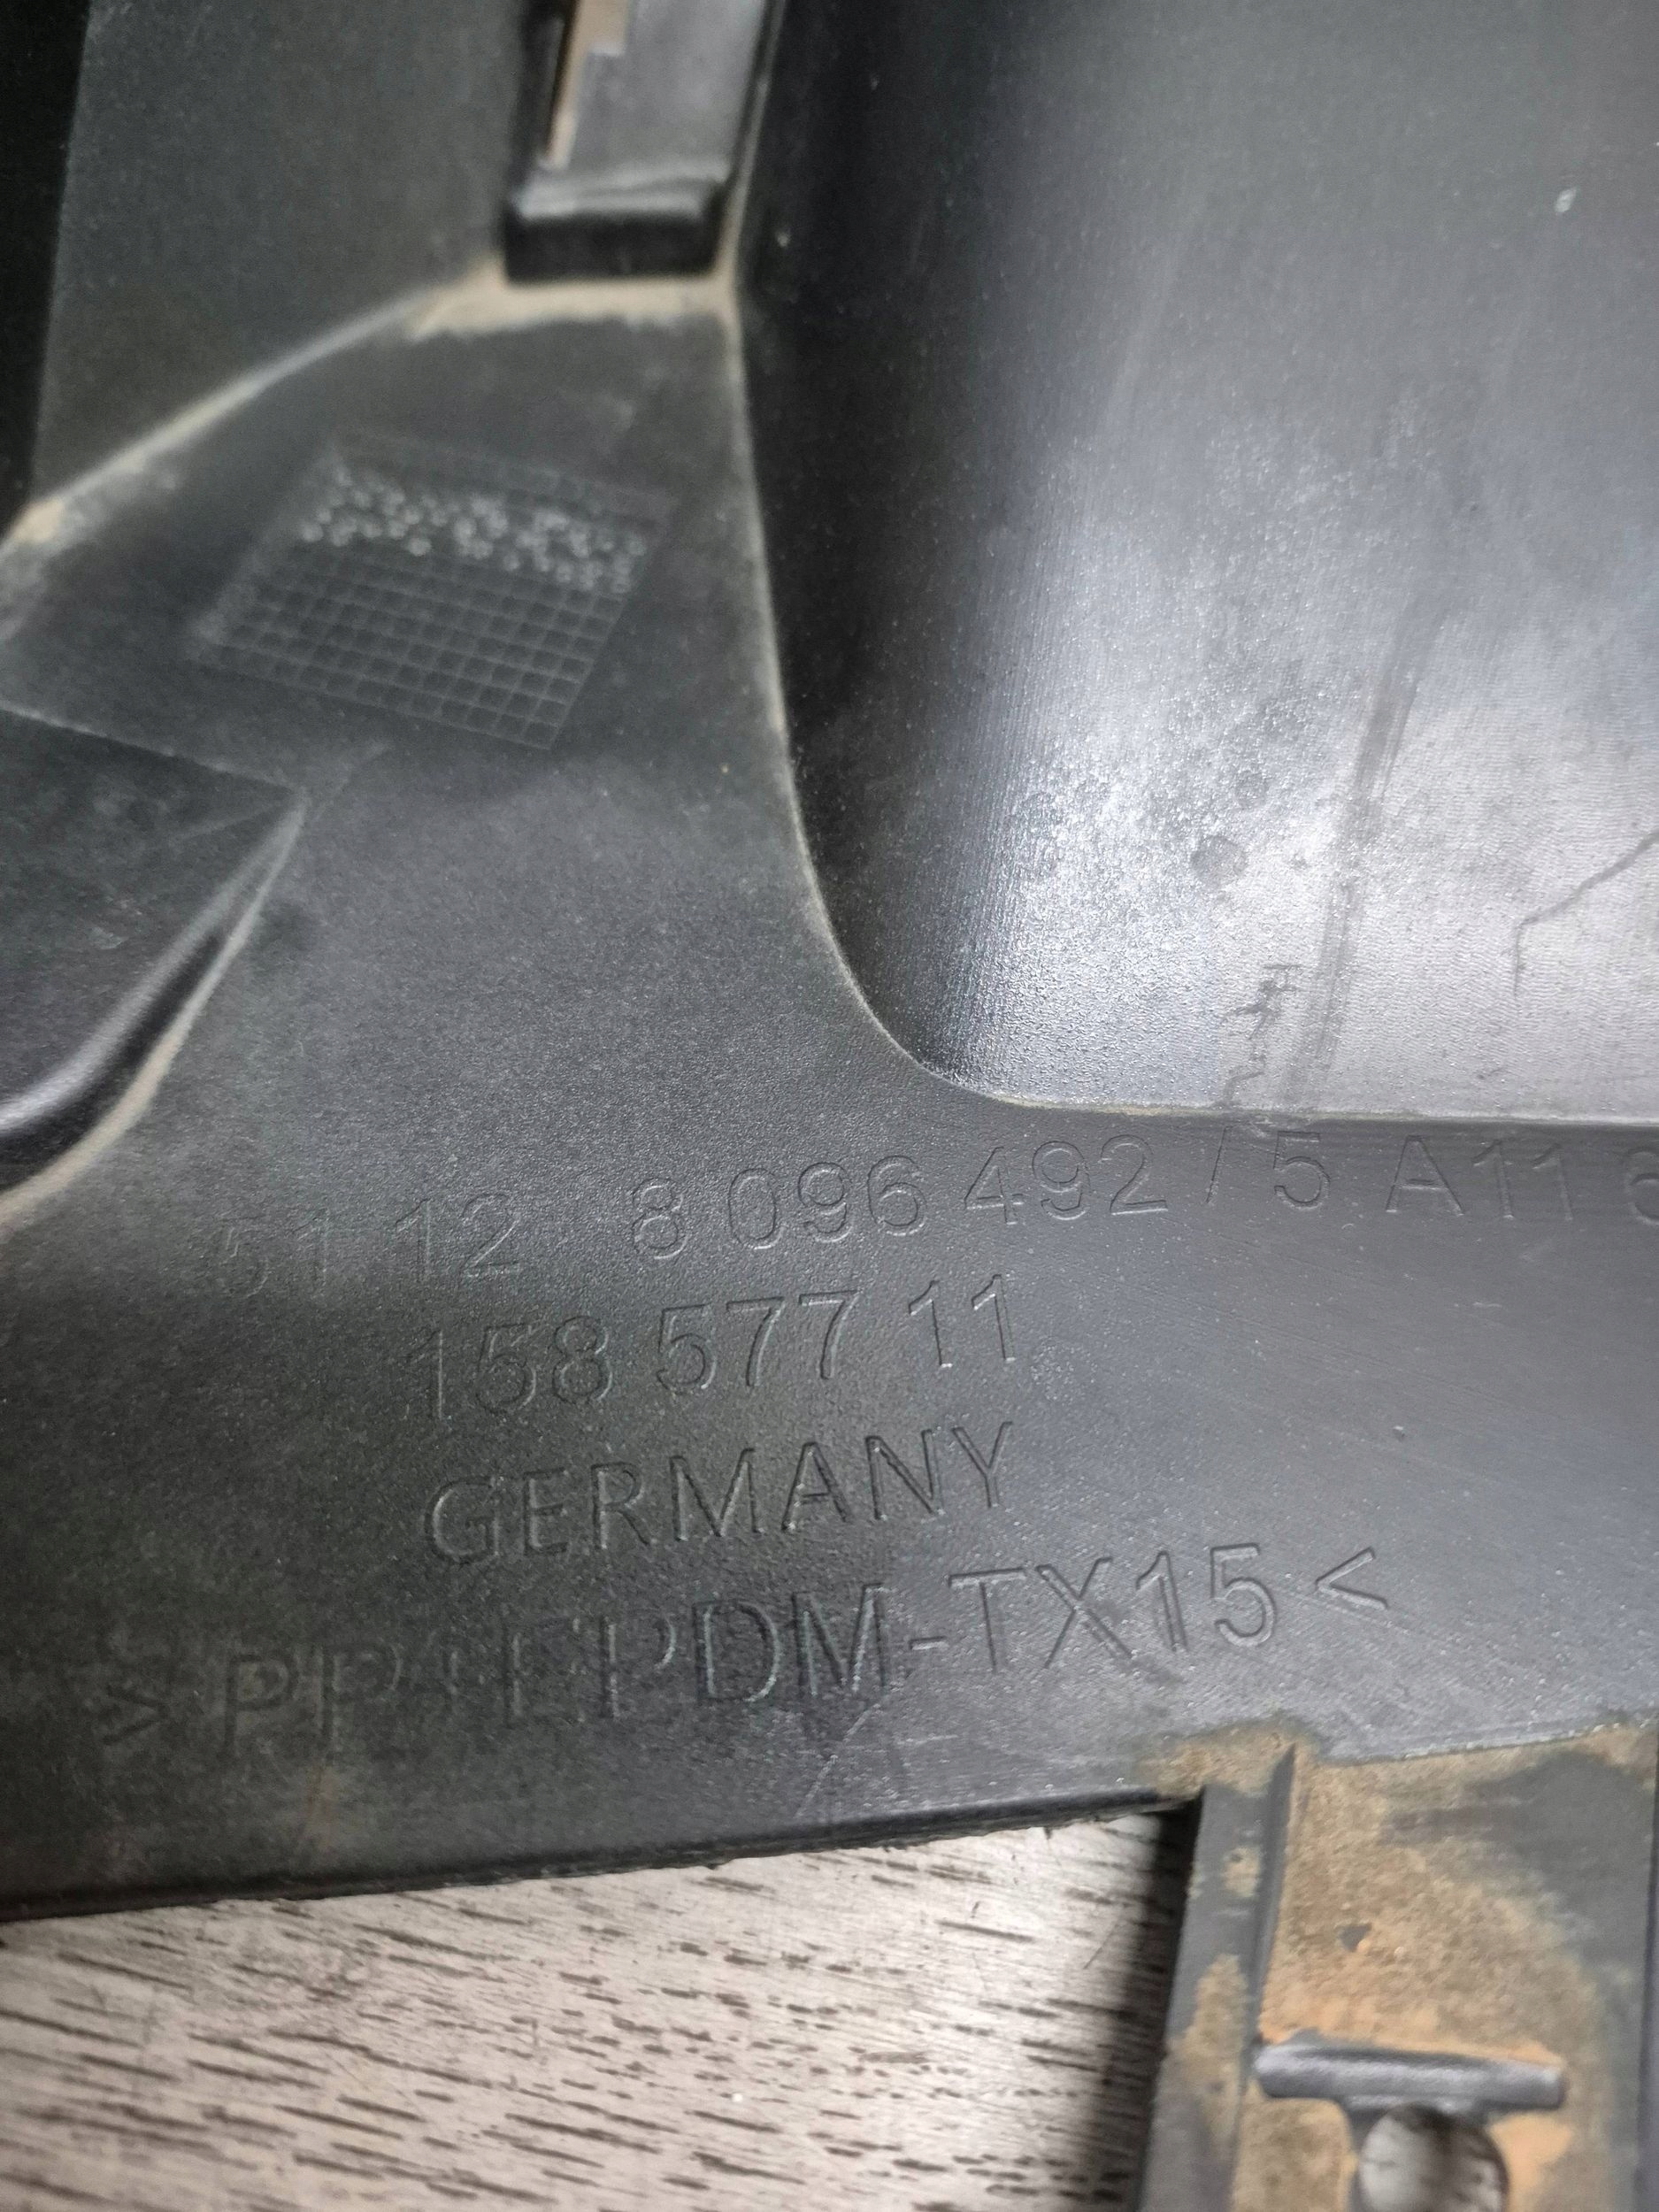 51 12 8 096 492 / 5 A11
158 577 11
GERMANY
>PP+EPDM-TX15<